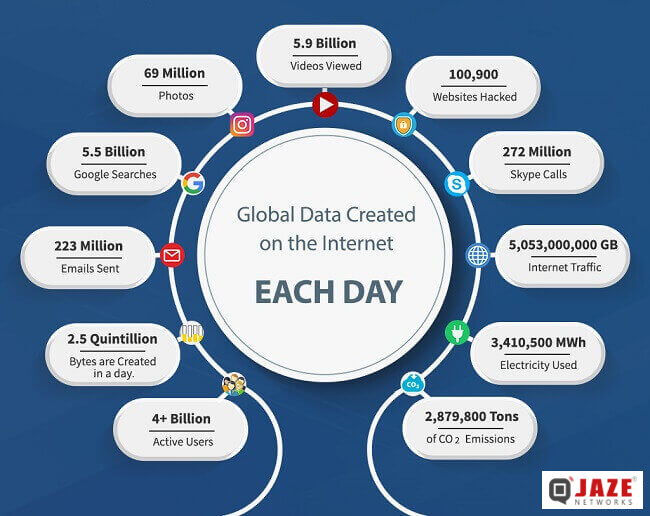 5.9 Billion
Videos Viewed
69 Million
Photos
100,900
Websites Hacked
5.5 Billion
Google Searches
272 Million
Skype Calls
Global Data Created
on the Internet
EACH DAY
223 Million
Emails Sent
5,053,000,000 GB
Internet Traffic
2.5 Quintillion
Bytes are Created
in a day.
3,410,500 MWh
Electricity Used
4+ Billion
Active Users
CO₂
2,879,800 Tons
of CO 2 Emissions
JAZE®
NETWORKS